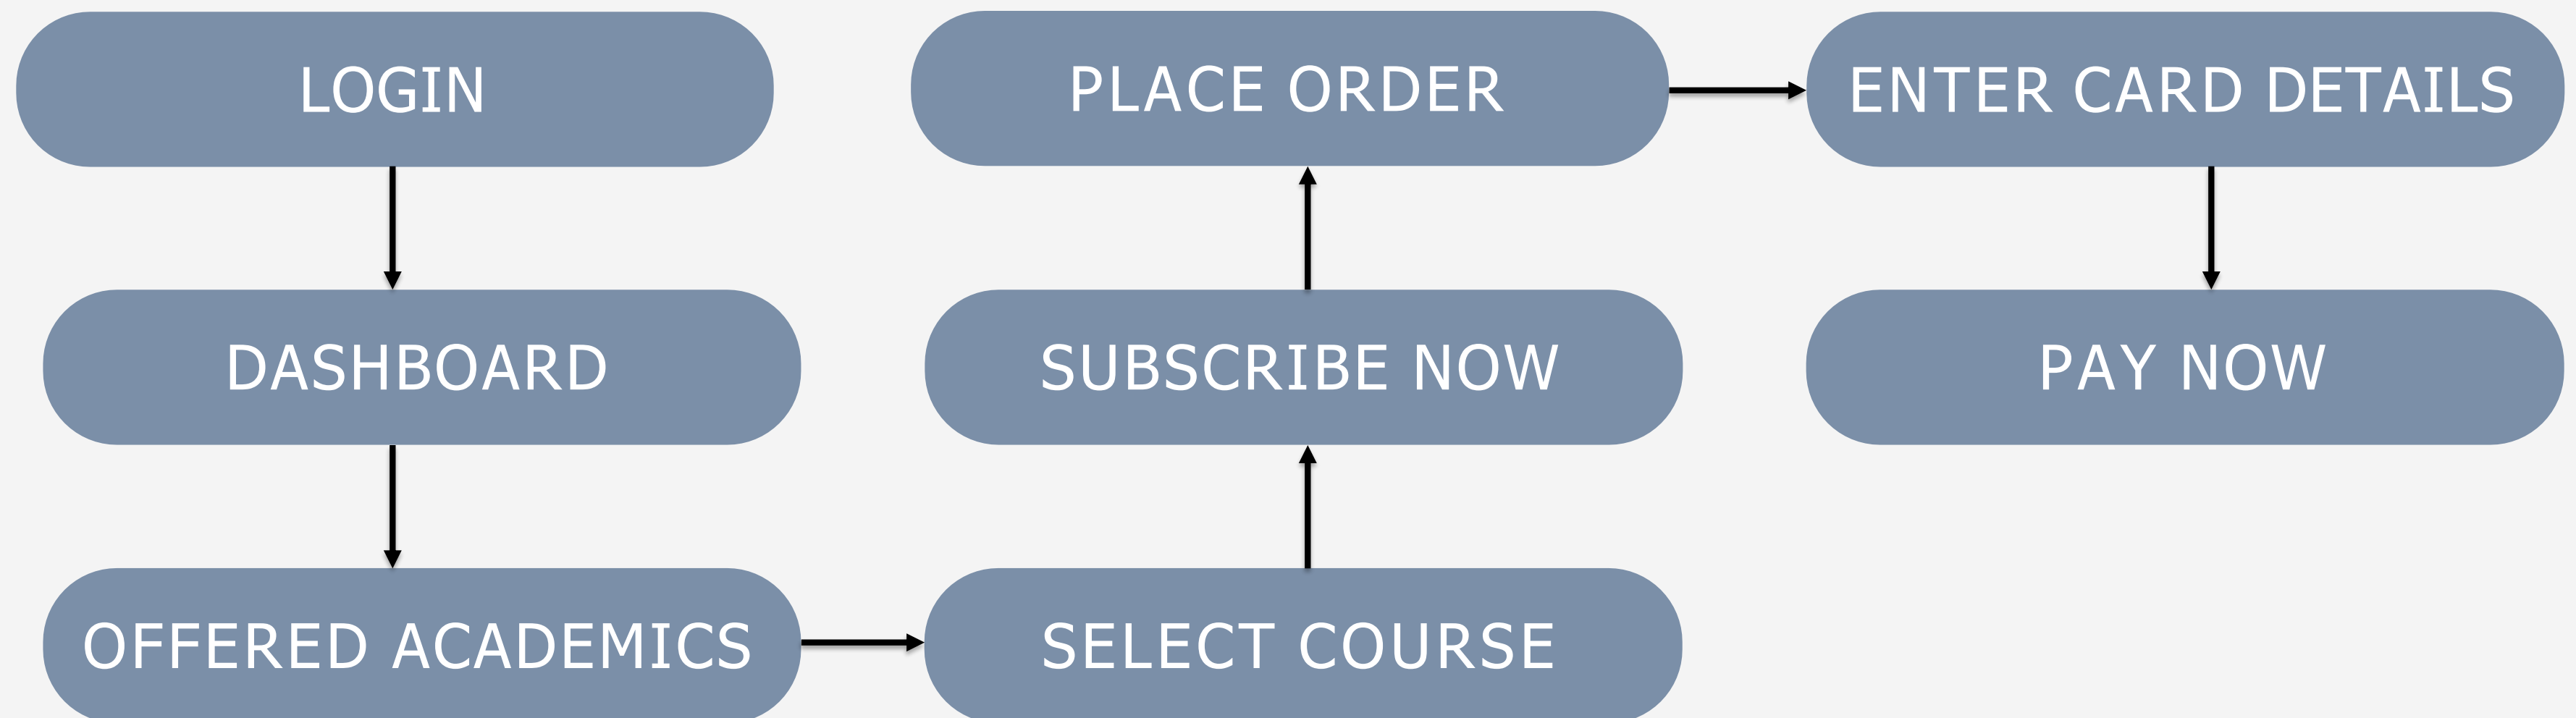 LOGIN
DASHBOARD
OFFERED ACADEMICS
SELECT COURSE
SUBSCRIBE NOW
PLACE ORDER
ENTER CARD DETAILS
PAY NOW